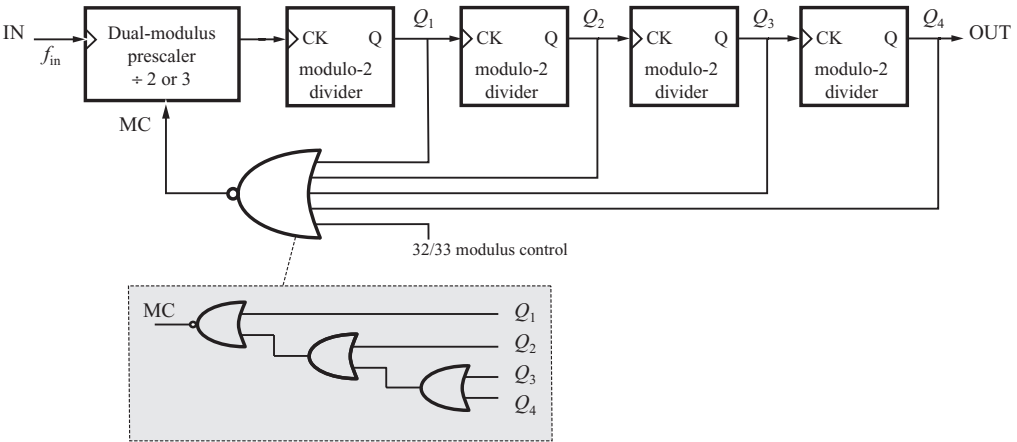 IN
f_in
Dual-modulus
prescaler
÷ 2 or 3
CK Q
modulo-2
divider
Q1
CK Q
modulo-2
divider
Q2
CK Q
modulo-2
divider
Q3
CK Q
modulo-2
divider
Q4
OUT
MC
32/33 modulus control
MC
Q1
Q2
Q3
Q4